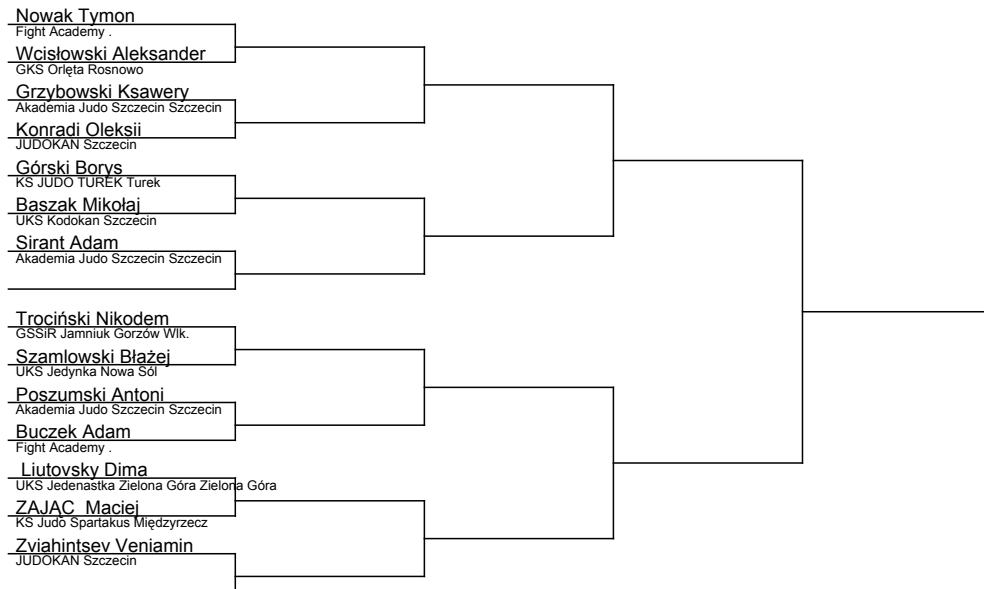 Nowak Tymon
Fight Academy .
Wcisłowski Aleksander
GKS Orlęta Rosnowo
Grzybowski Ksawery
Akademia Judo Szczecin Szczecin
Konradi Oleksii
JUDOKAN Szczecin
Górski Borys
KS JUDO TUREK Turek
Baszak Mikołaj
UKS Kodokan Szczecin
Sirant Adam
Akademia Judo Szczecin Szczecin
Trociński Nikodem
GSSiR Jamniuk Gorzów Wlk.
Szamlowski Błażej
UKS Jedynka Nowa Sól
Poszumski Antoni
Akademia Judo Szczecin Szczecin
Buczek Adam
Fight Academy .
Liutovsky Dima
UKS Jedenastka Zielona Góra Zielona Góra
ZAJĄC  Maciej
KS Judo Spartakus Międzyrzecz
Zviahintsev Veniamin
JUDOKAN Szczecin